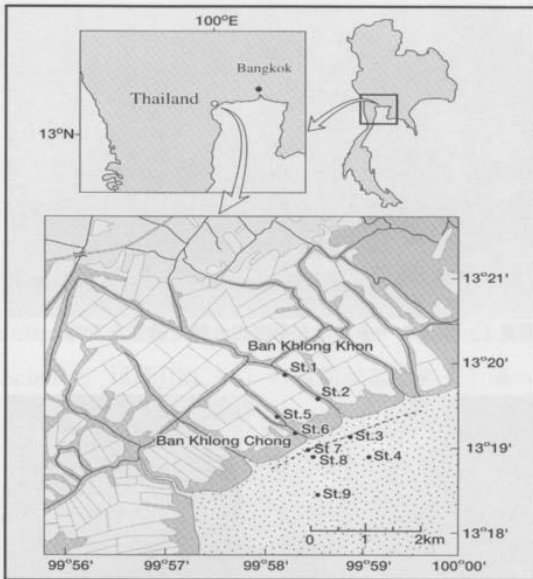 100°E
Bangkok
Thailand
13°N
13°21'
Ban Khlong Khon
13°20'
St.1
St.2
St.5
St.6
St.3
Ban Khlong Chong
St 7
13°19'
St.8
St.4
St.9
0 1 2km
13°18'
99°56' 99°57' 99°58' 99°59' 100°00'